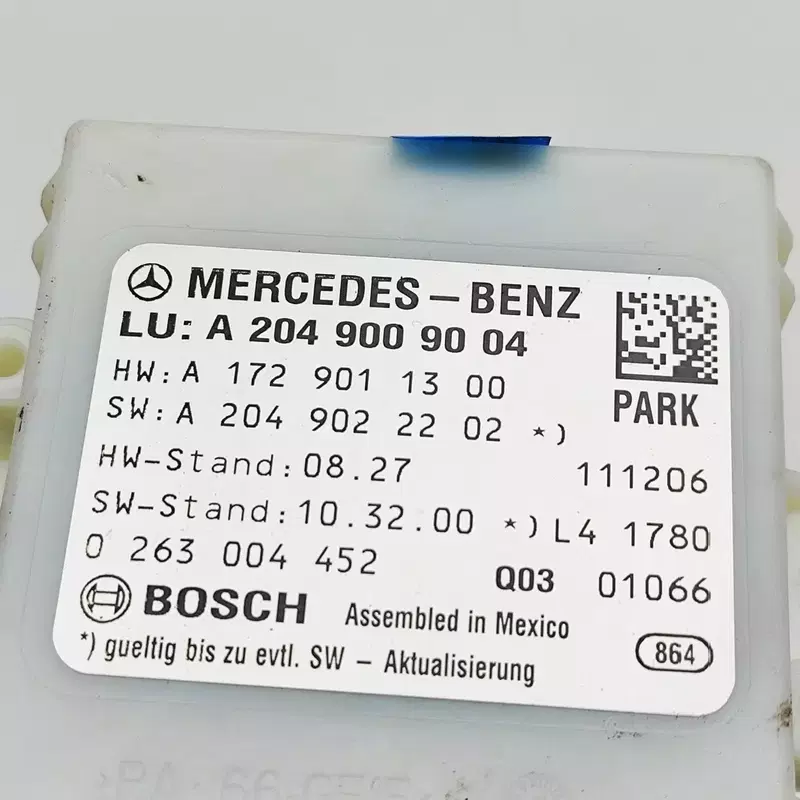 MERCEDES-BENZ
LU: A 204 900 90 04
PARK
HW: A 172 901 13 00
SW: A 204 902 22 02 *)
HW-Stand: 08.27 111206
SW-Stand: 10.32.00 *) L4 1780
0 263 004 452 Q03 01066
BOSCH Assembled in Mexico
*) gueltig bis zu evtl. SW - Aktualisierung 864